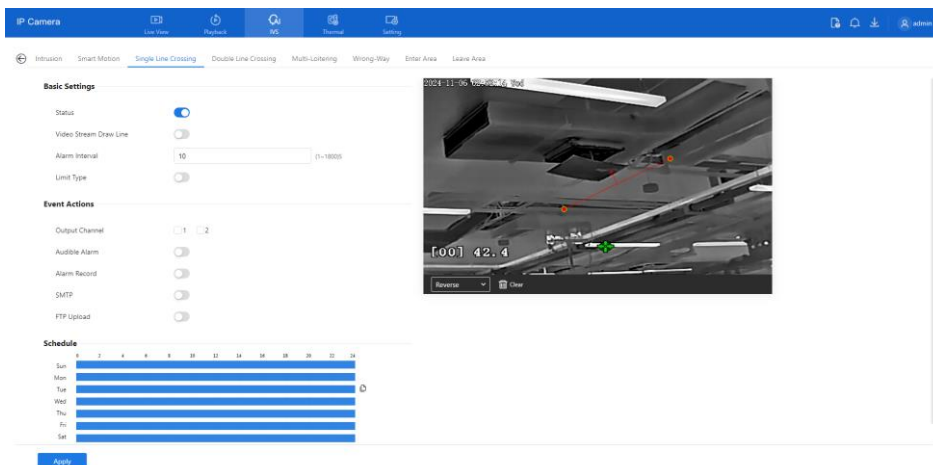 IP Camera
Live View
Playback
IVS
Thermal
Setting
admin
Intrusion Smart Motion Single Line Crossing Double Line Crossing Multi-Loitering Wrong-Way Enter Area Leave Area
Basic Settings
Status
Video Stream Draw Line
Alarm Interval 10 (1~1800)S
Limit Type
Event Actions
Output Channel 1 2
Audible Alarm
Alarm Record
SMTP
FTP Upload
Schedule
0 2 4 6 8 10 12 14 16 18 20 22 24
Sun
Mon
Tue
Wed
Thu
Fri
Sat
Apply
2024-11-06 Wed
[00] 42.4
Reverse Clear